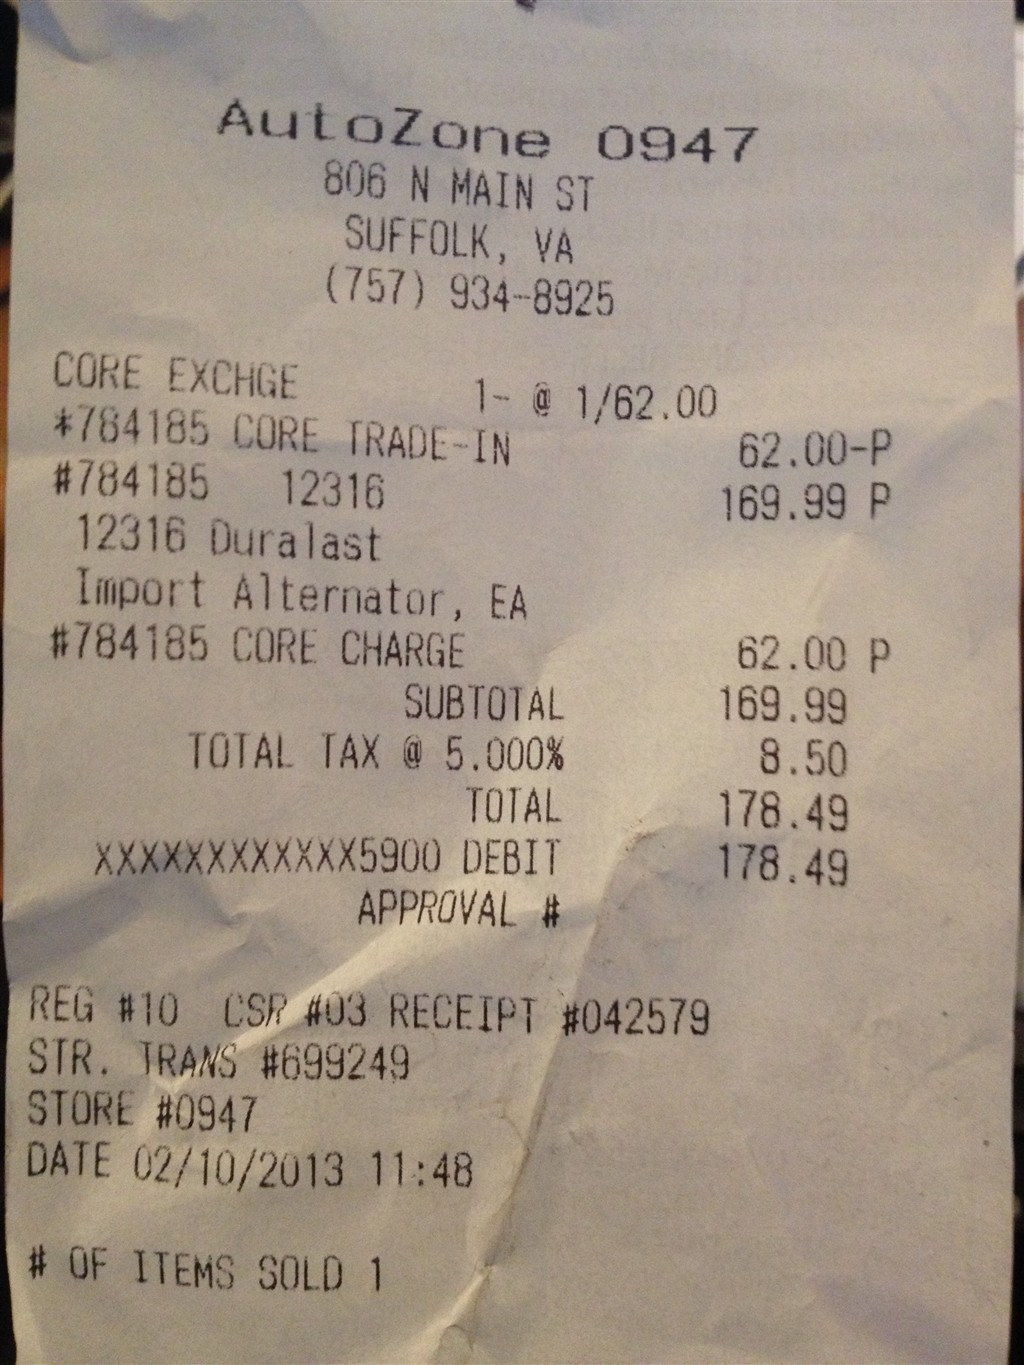 AutoZone 0947
806 N MAIN ST
SUFFOLK, VA
(757) 934-8925
CORE EXCHGE 1- @ 1/62.00
*784185 CORE TRADE-IN 62.00-P
#784185 12316 169.99 P
12316 Duralast
Import Alternator, EA
#784185 CORE CHARGE 62.00 P
SUBTOTAL 169.99
TOTAL TAX @ 5.000% 8.50
TOTAL 178.49
XXXXXXXXXXXX5900 DEBIT 178.49
APPROVAL #
REG #10 CSR #03 RECEIPT #042579
STR. TRANS #699249
STORE #0947
DATE 02/10/2013 11:48
# OF ITEMS SOLD 1